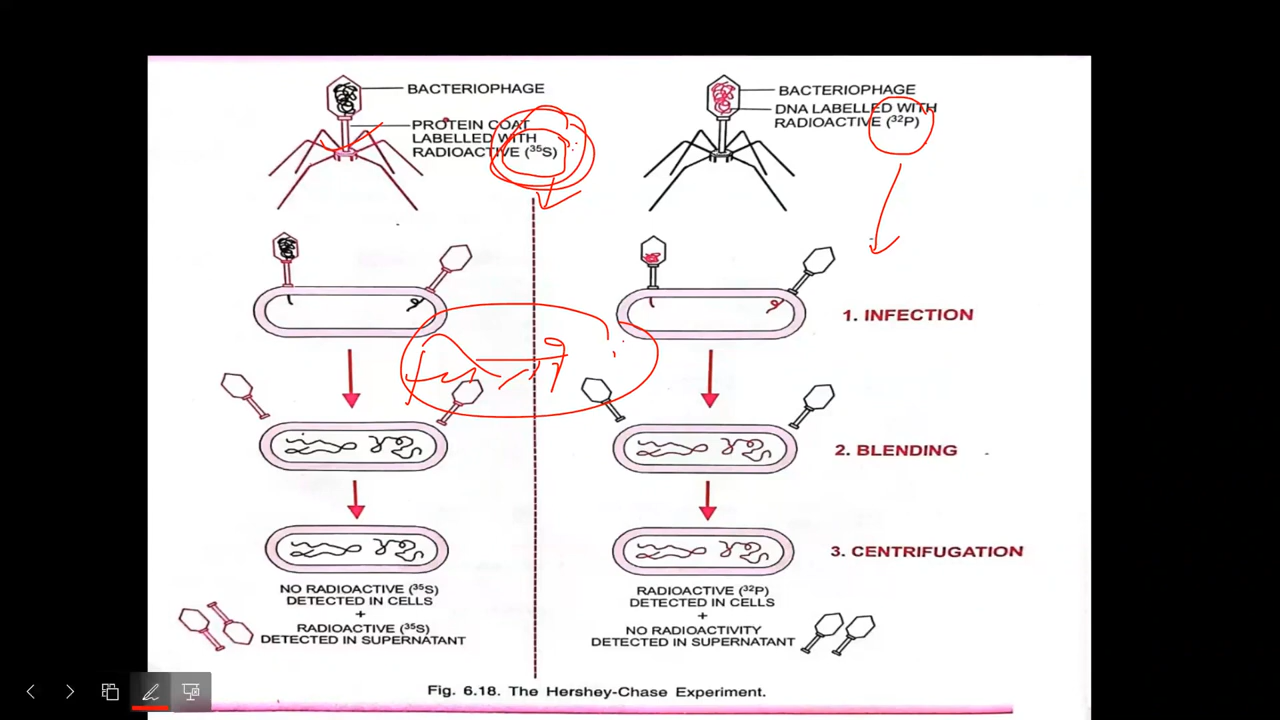 BACTERIOPHAGE
PROTEIN COAT
LABELLED WITH
RADIOACTIVE (³⁵S)
BACTERIOPHAGE
DNA LABELLED WITH
RADIOACTIVE (³²P)
1. INFECTION
2. BLENDING
3. CENTRIFUGATION
NO RADIOACTIVE (³⁵S)
DETECTED IN CELLS
+
RADIOACTIVE (³⁵S)
DETECTED IN SUPERNATANT
RADIOACTIVE (³²P)
DETECTED IN CELLS
+
NO RADIOACTIVITY
DETECTED IN SUPERNATANT
Fig. 6.18. The Hershey-Chase Experiment.